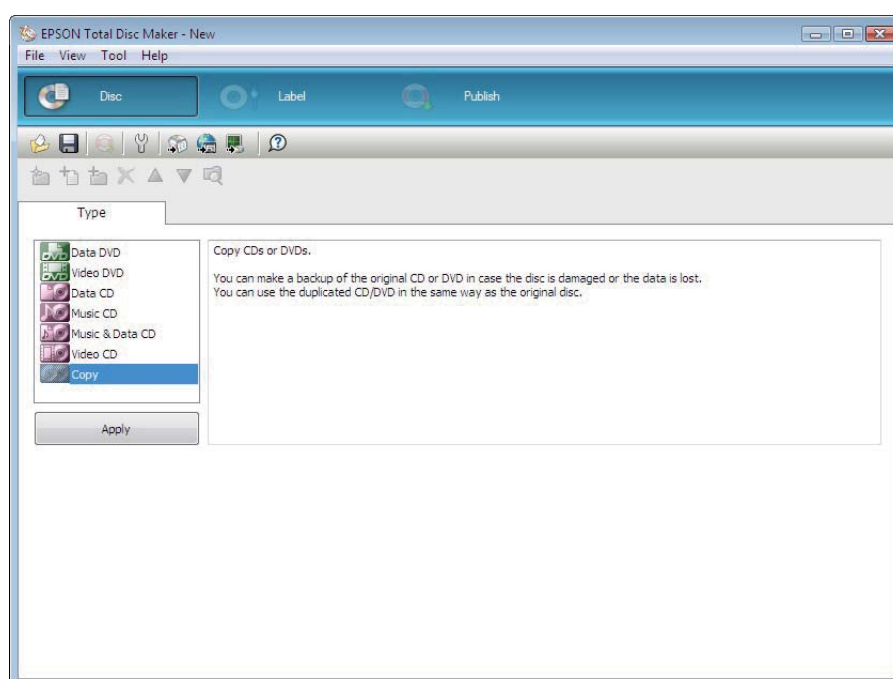 EPSON Total Disc Maker - New
File View Tool Help
Disc Label Publish
Type
DVD Data DVD
DVD Video DVD
Data CD
Music CD
Music & Data CD
Video CD
Copy
Apply
Copy CDs or DVDs.
You can make a backup of the original CD or DVD in case the disc is damaged or the data is lost.
You can use the duplicated CD/DVD in the same way as the original disc.